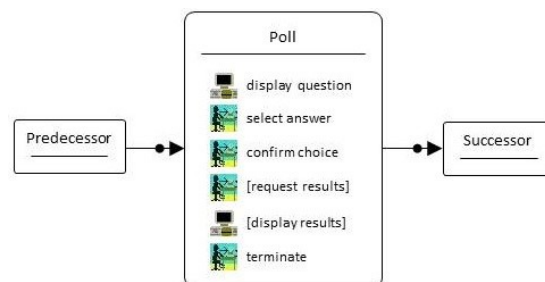 Poll
display question
select answer
Predecessor
confirm choice
Successor
[request results]
[display results]
terminate